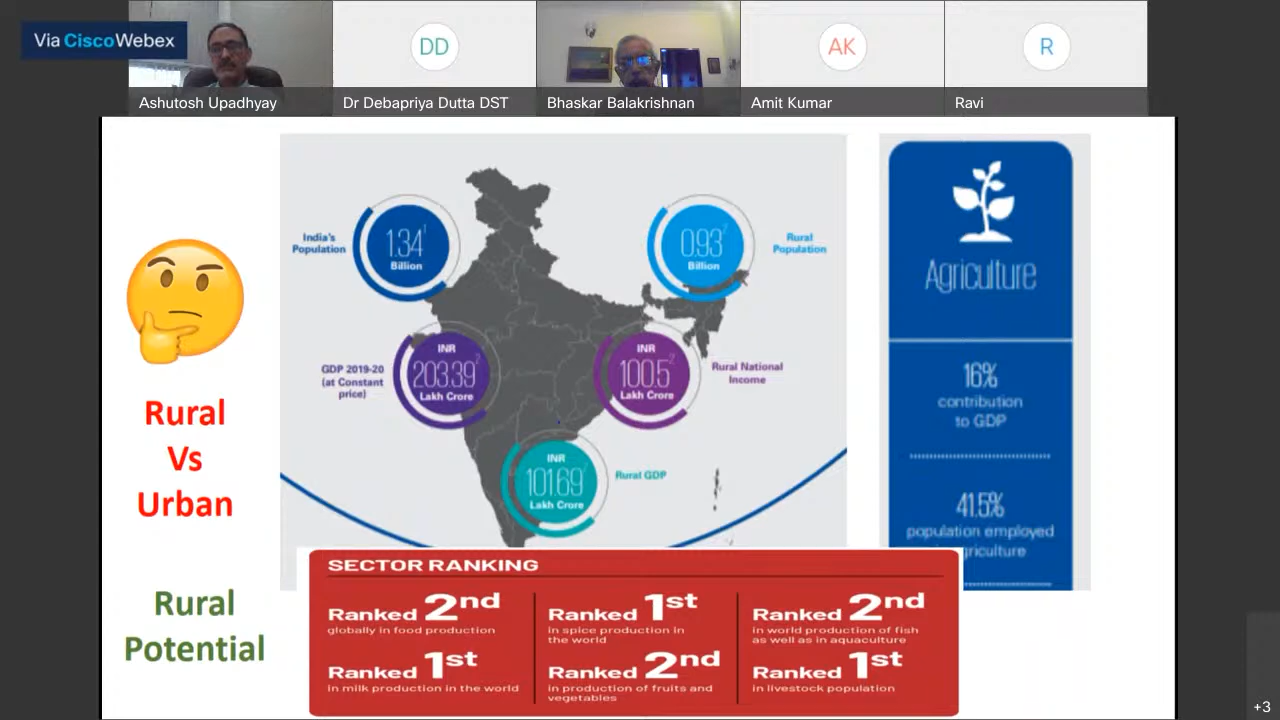 Via CiscoWebex
DD
AK
R
Ashutosh Upadhyay
Dr Debapriya Dutta DST
Bhaskar Balakrishnan
Amit Kumar
Ravi
Rural
Vs
Urban
Rural
Potential
India's
Population
1.34
Billion
0.93
Billion
Rural
Population
GDP 2019-20
(at Constant
price)
INR
203.39
Lakh Crore
INR
100.5
Lakh Crore
Rural National
Income
INR
101.69
Lakh Crore
Rural GDP
Agriculture
16%
contribution
to GDP
41.5%
population employed
griculture
SECTOR RANKING
Ranked 2nd
globally in food production
Ranked 1st
in spice production in
the world
Ranked 2nd
in world production of fish
as well as in aquaculture
Ranked 1st
in milk production in the world
Ranked 2nd
in production of fruits and
vegetables
Ranked 1st
in livestock population
+3